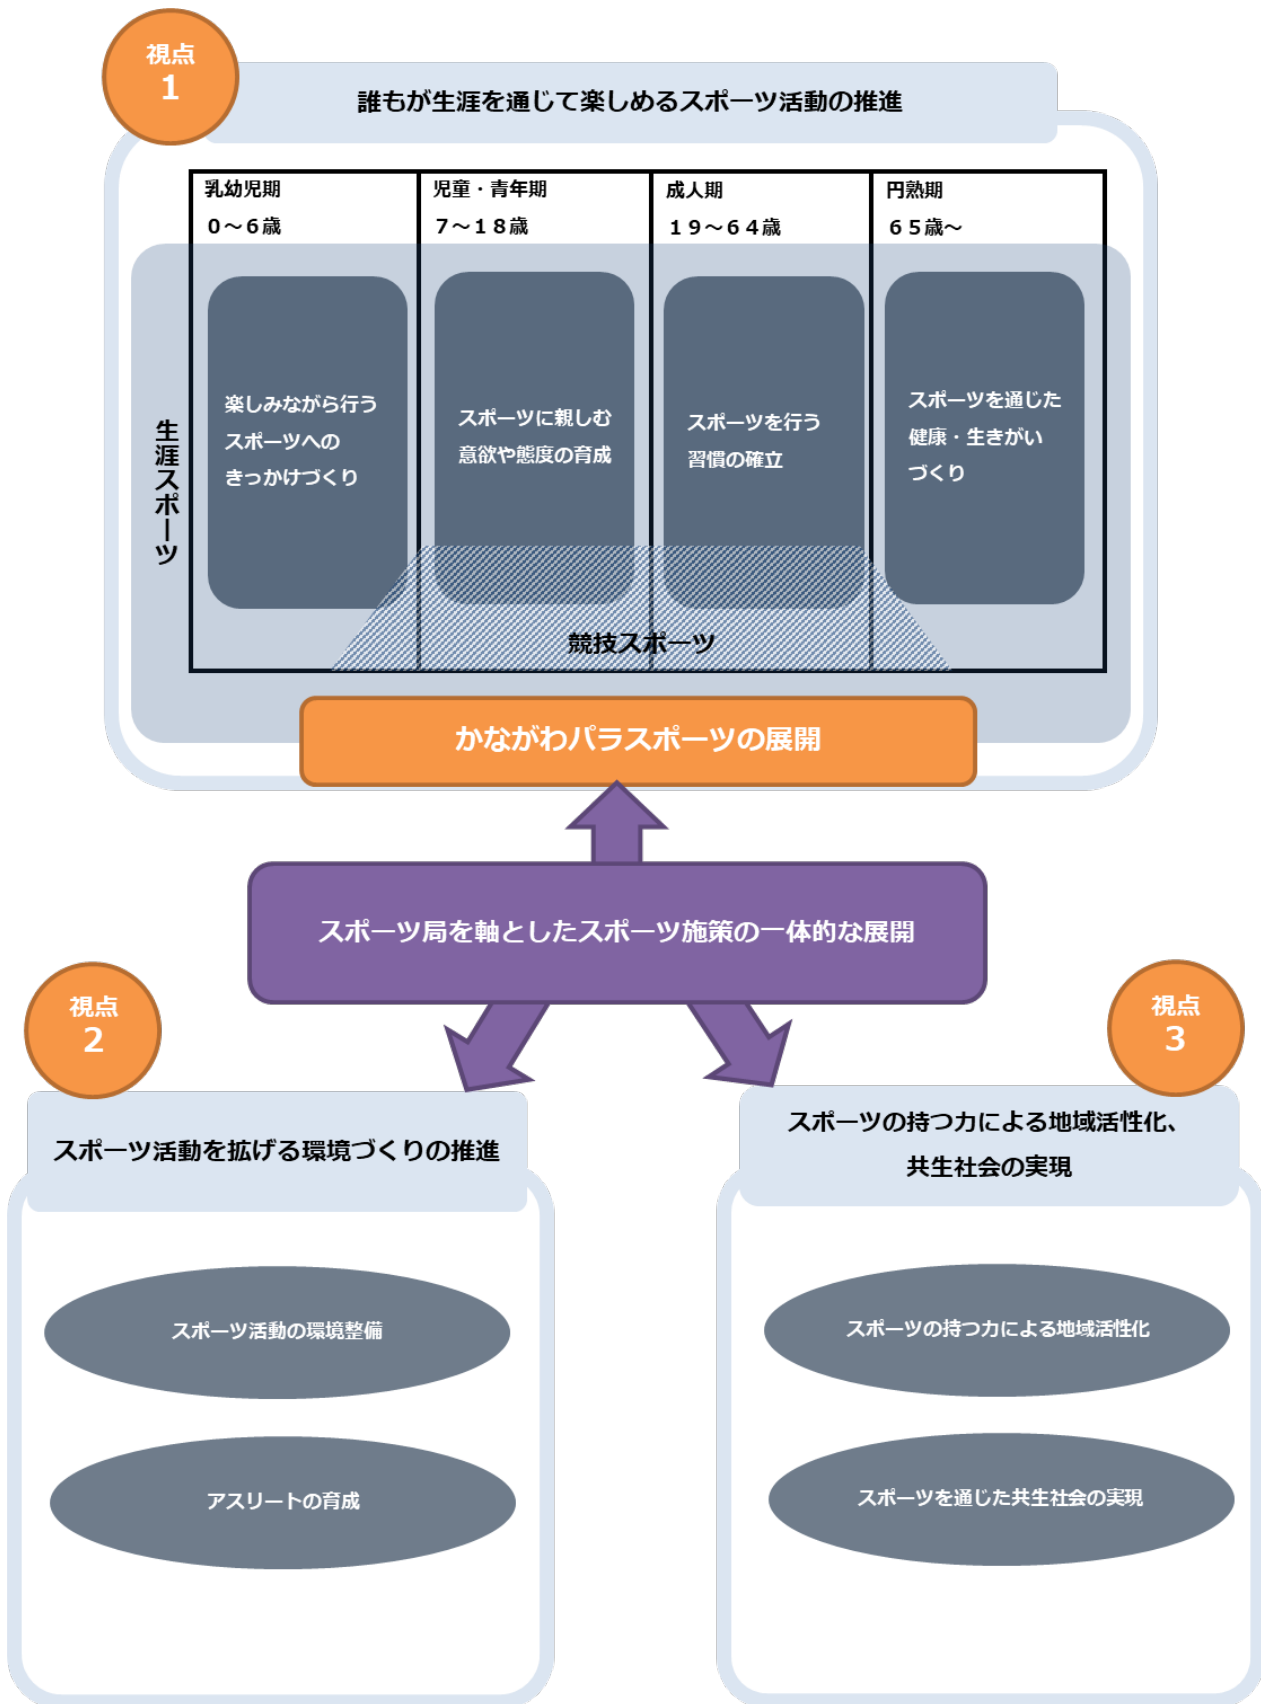 視点
1
誰もが生涯を通じて楽しめるスポーツ活動の推進
乳幼児期
0～6歳
児童・青年期
7～18歳
成人期
19～64歳
円熟期
65歳～
生涯スポーツ
楽しみながら行う
スポーツへの
きっかけづくり
スポーツに親しむ
意欲や態度の育成
スポーツを行う
習慣の確立
スポーツを通じた
健康・生きがい
づくり
競技スポーツ
かながわパラスポーツの展開
スポーツ局を軸としたスポーツ施策の一体的な展開
視点
2
スポーツ活動を拡げる環境づくりの推進
スポーツ活動の環境整備
アスリートの育成
視点
3
スポーツの持つ力による地域活性化、
共生社会の実現
スポーツの持つ力による地域活性化
スポーツを通じた共生社会の実現